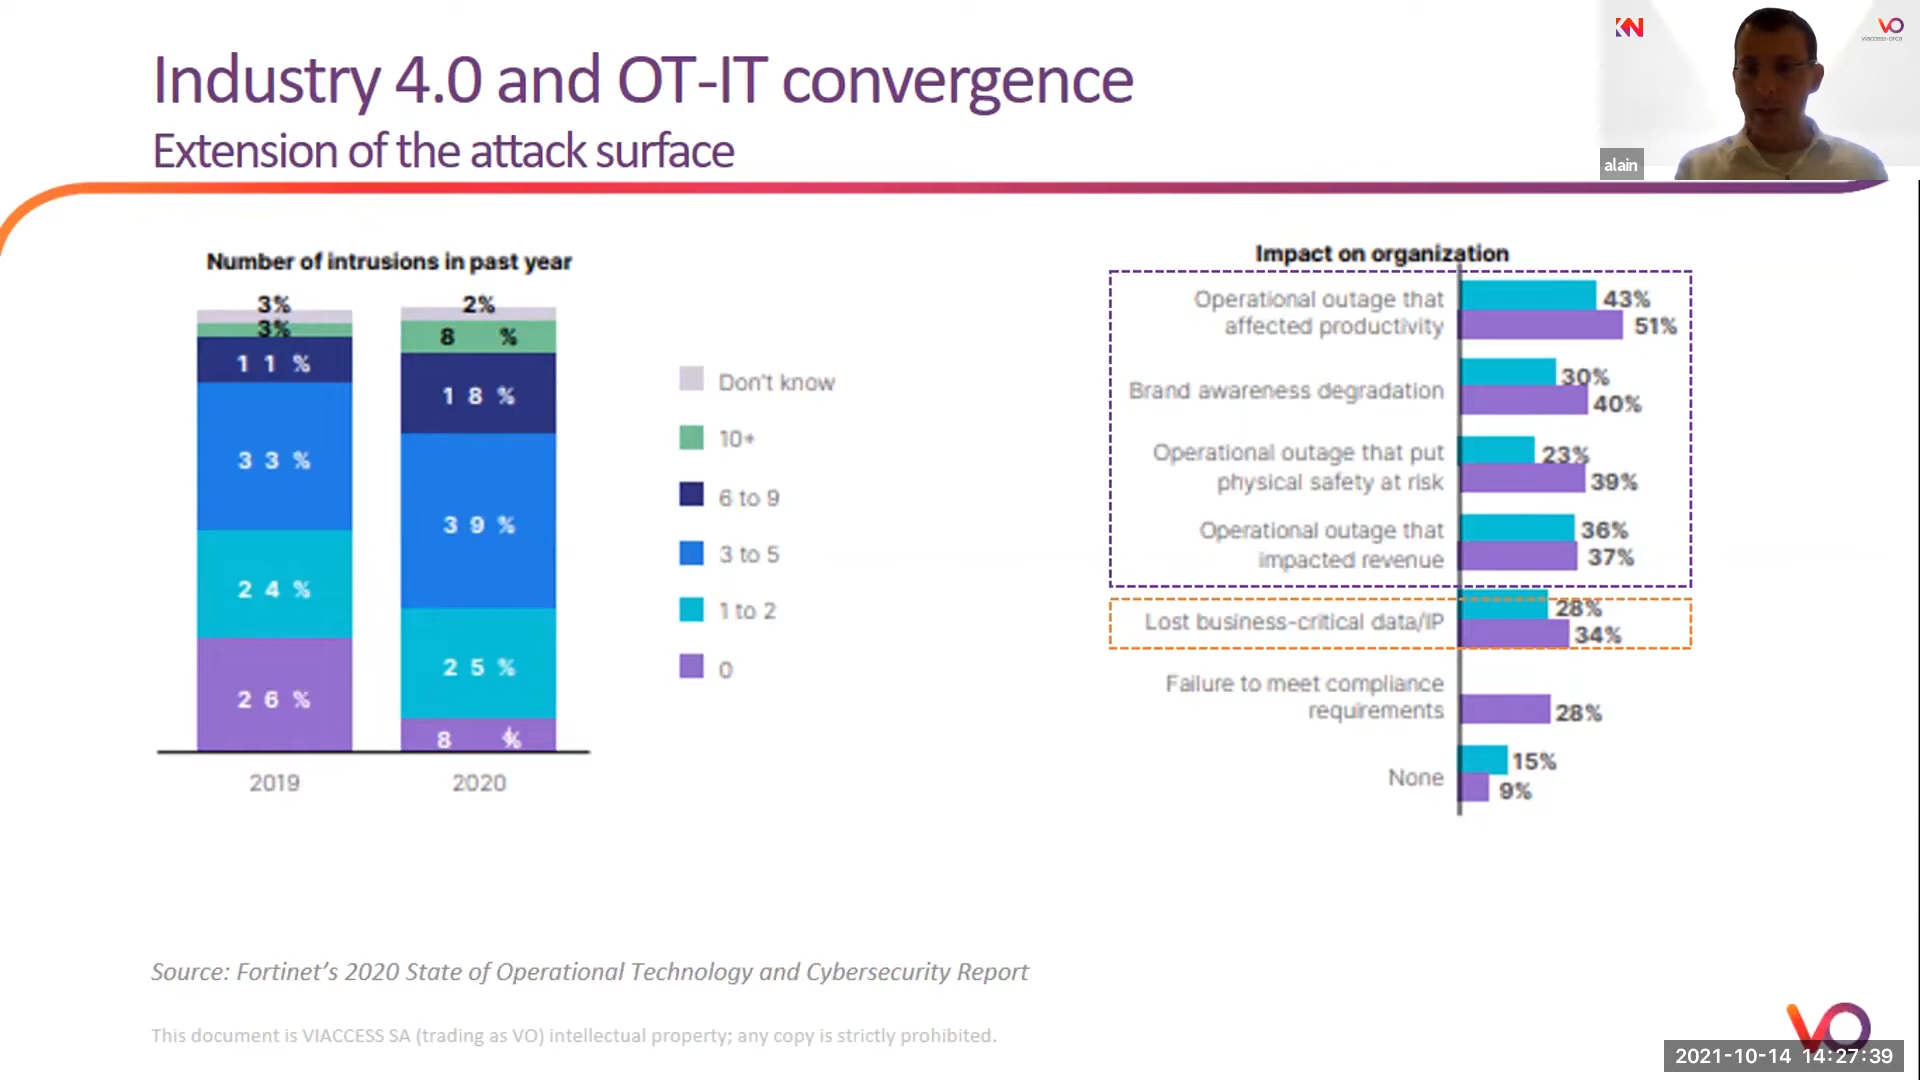 Industry 4.0 and OT-IT convergence
Extension of the attack surface
KN
VO
viaccess-orca
alain
Number of intrusions in past year
3%
3%
11%
33%
24%
26%
2019
2%
8%
18%
39%
25%
8%
2020
Don't know
10+
6 to 9
3 to 5
1 to 2
0
Impact on organization
Operational outage that
affected productivity
43%
51%
Brand awareness degradation
30%
40%
Operational outage that put
physical safety at risk
23%
39%
Operational outage that
impacted revenue
36%
37%
Lost business-critical data/IP
28%
34%
Failure to meet compliance
requirements
28%
None
15%
9%
Source: Fortinet’s 2020 State of Operational Technology and Cybersecurity Report
This document is VIACCESS SA (trading as VO) intellectual property; any copy is strictly prohibited.
VO
2021-10-14 14:27:39